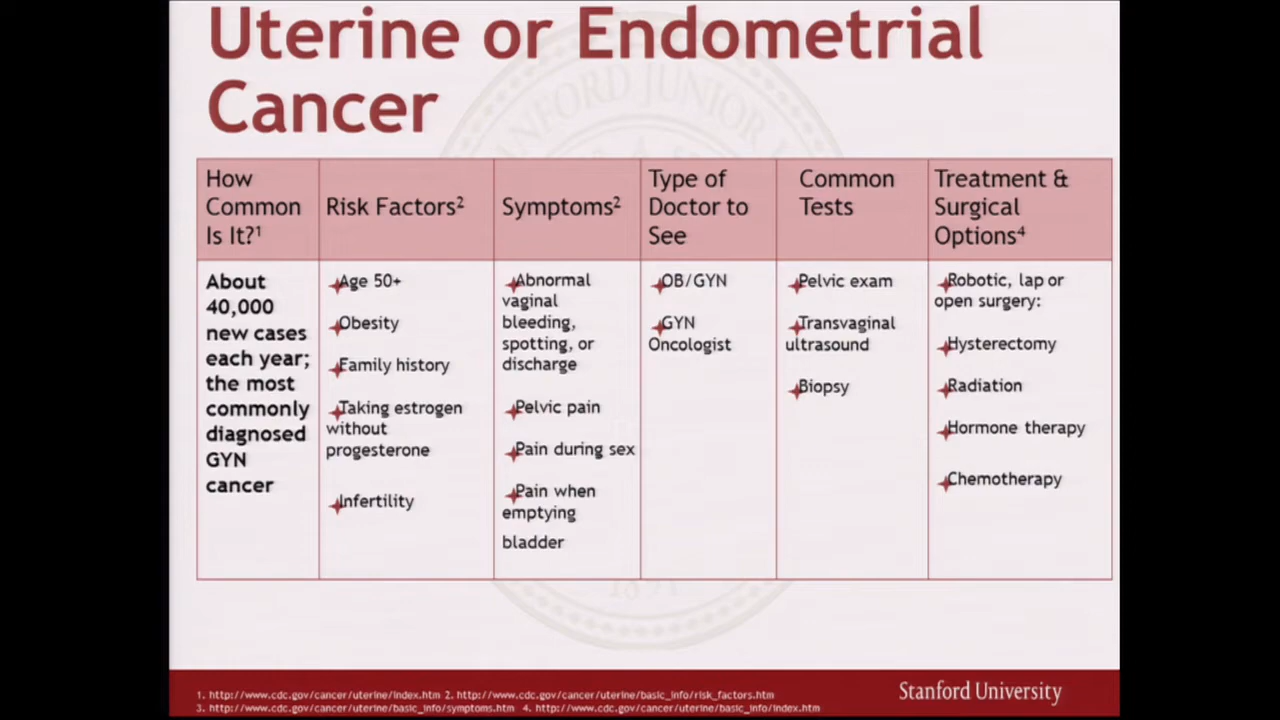 Uterine or Endometrial
Cancer
How
Common
Is It?1
Risk Factors2
Symptoms2
Type of
Doctor to
See
Common
Tests
Treatment &
Surgical
Options4
About
40,000
new cases
each year;
the most
commonly
diagnosed
GYN
cancer
Age 50+
Obesity
Family history
Taking estrogen
without
progesterone
Infertility
Abnormal
vaginal
bleeding,
spotting, or
discharge
Pelvic pain
Pain during sex
Pain when
emptying
bladder
OB/GYN
GYN
Oncologist
Pelvic exam
Transvaginal
ultrasound
Biopsy
Robotic, lap or
open surgery:
Hysterectomy
Radiation
Hormone therapy
Chemotherapy
1. http://www.cdc.gov/cancer/uterine/index.htm 2. http://www.cdc.gov/cancer/uterine/basic_info/risk_factors.htm
3. http://www.cdc.gov/cancer/uterine/basic_info/symptoms.htm 4. http://www.cdc.gov/cancer/uterine/basic_info/index.htm
Stanford University
STANFORD JUNIOR